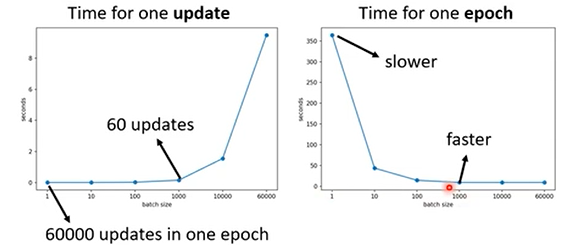 Time for one update
Time for one epoch
8
6
4
2
0
seconds
60 updates
1
10
100
1000
10000
60000
batch size
60000 updates in one epoch
350
300
250
200
150
100
50
0
seconds
slower
faster
1
10
100
1000
10000
60000
batch size